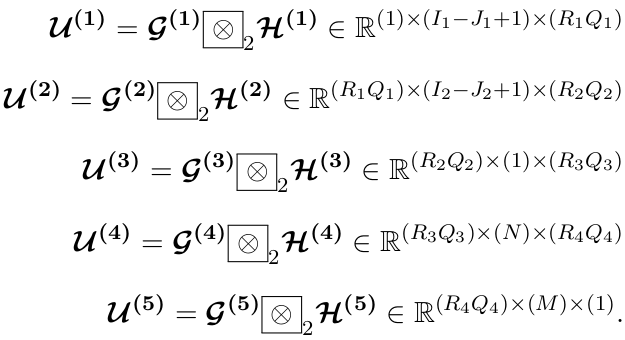 𝓤^(1) = 𝓖^(1) ⊠⊗_2 𝓗^(1) ∈ ℝ^(1)×(I_1−J_1+1)×(R_1Q_1)
𝓤^(2) = 𝓖^(2) ⊠⊗_2 𝓗^(2) ∈ ℝ^(R_1Q_1)×(I_2−J_2+1)×(R_2Q_2)
𝓤^(3) = 𝓖^(3) ⊠⊗_2 𝓗^(3) ∈ ℝ^(R_2Q_2)×(1)×(R_3Q_3)
𝓤^(4) = 𝓖^(4) ⊠⊗_2 𝓗^(4) ∈ ℝ^(R_3Q_3)×(N)×(R_4Q_4)
𝓤^(5) = 𝓖^(5) ⊠⊗_2 𝓗^(5) ∈ ℝ^(R_4Q_4)×(M)×(1).